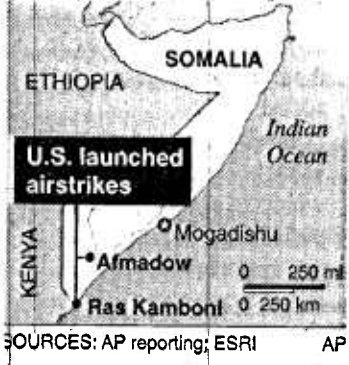 SOMALIA
ETHIOPIA
Indian
Ocean
U.S. launched
airstrikes
Mogadishu
KENYA
Afmadow
0 250 mi
Ras Kamboni
0 250 km
SOURCES: AP reporting; ESRI AP